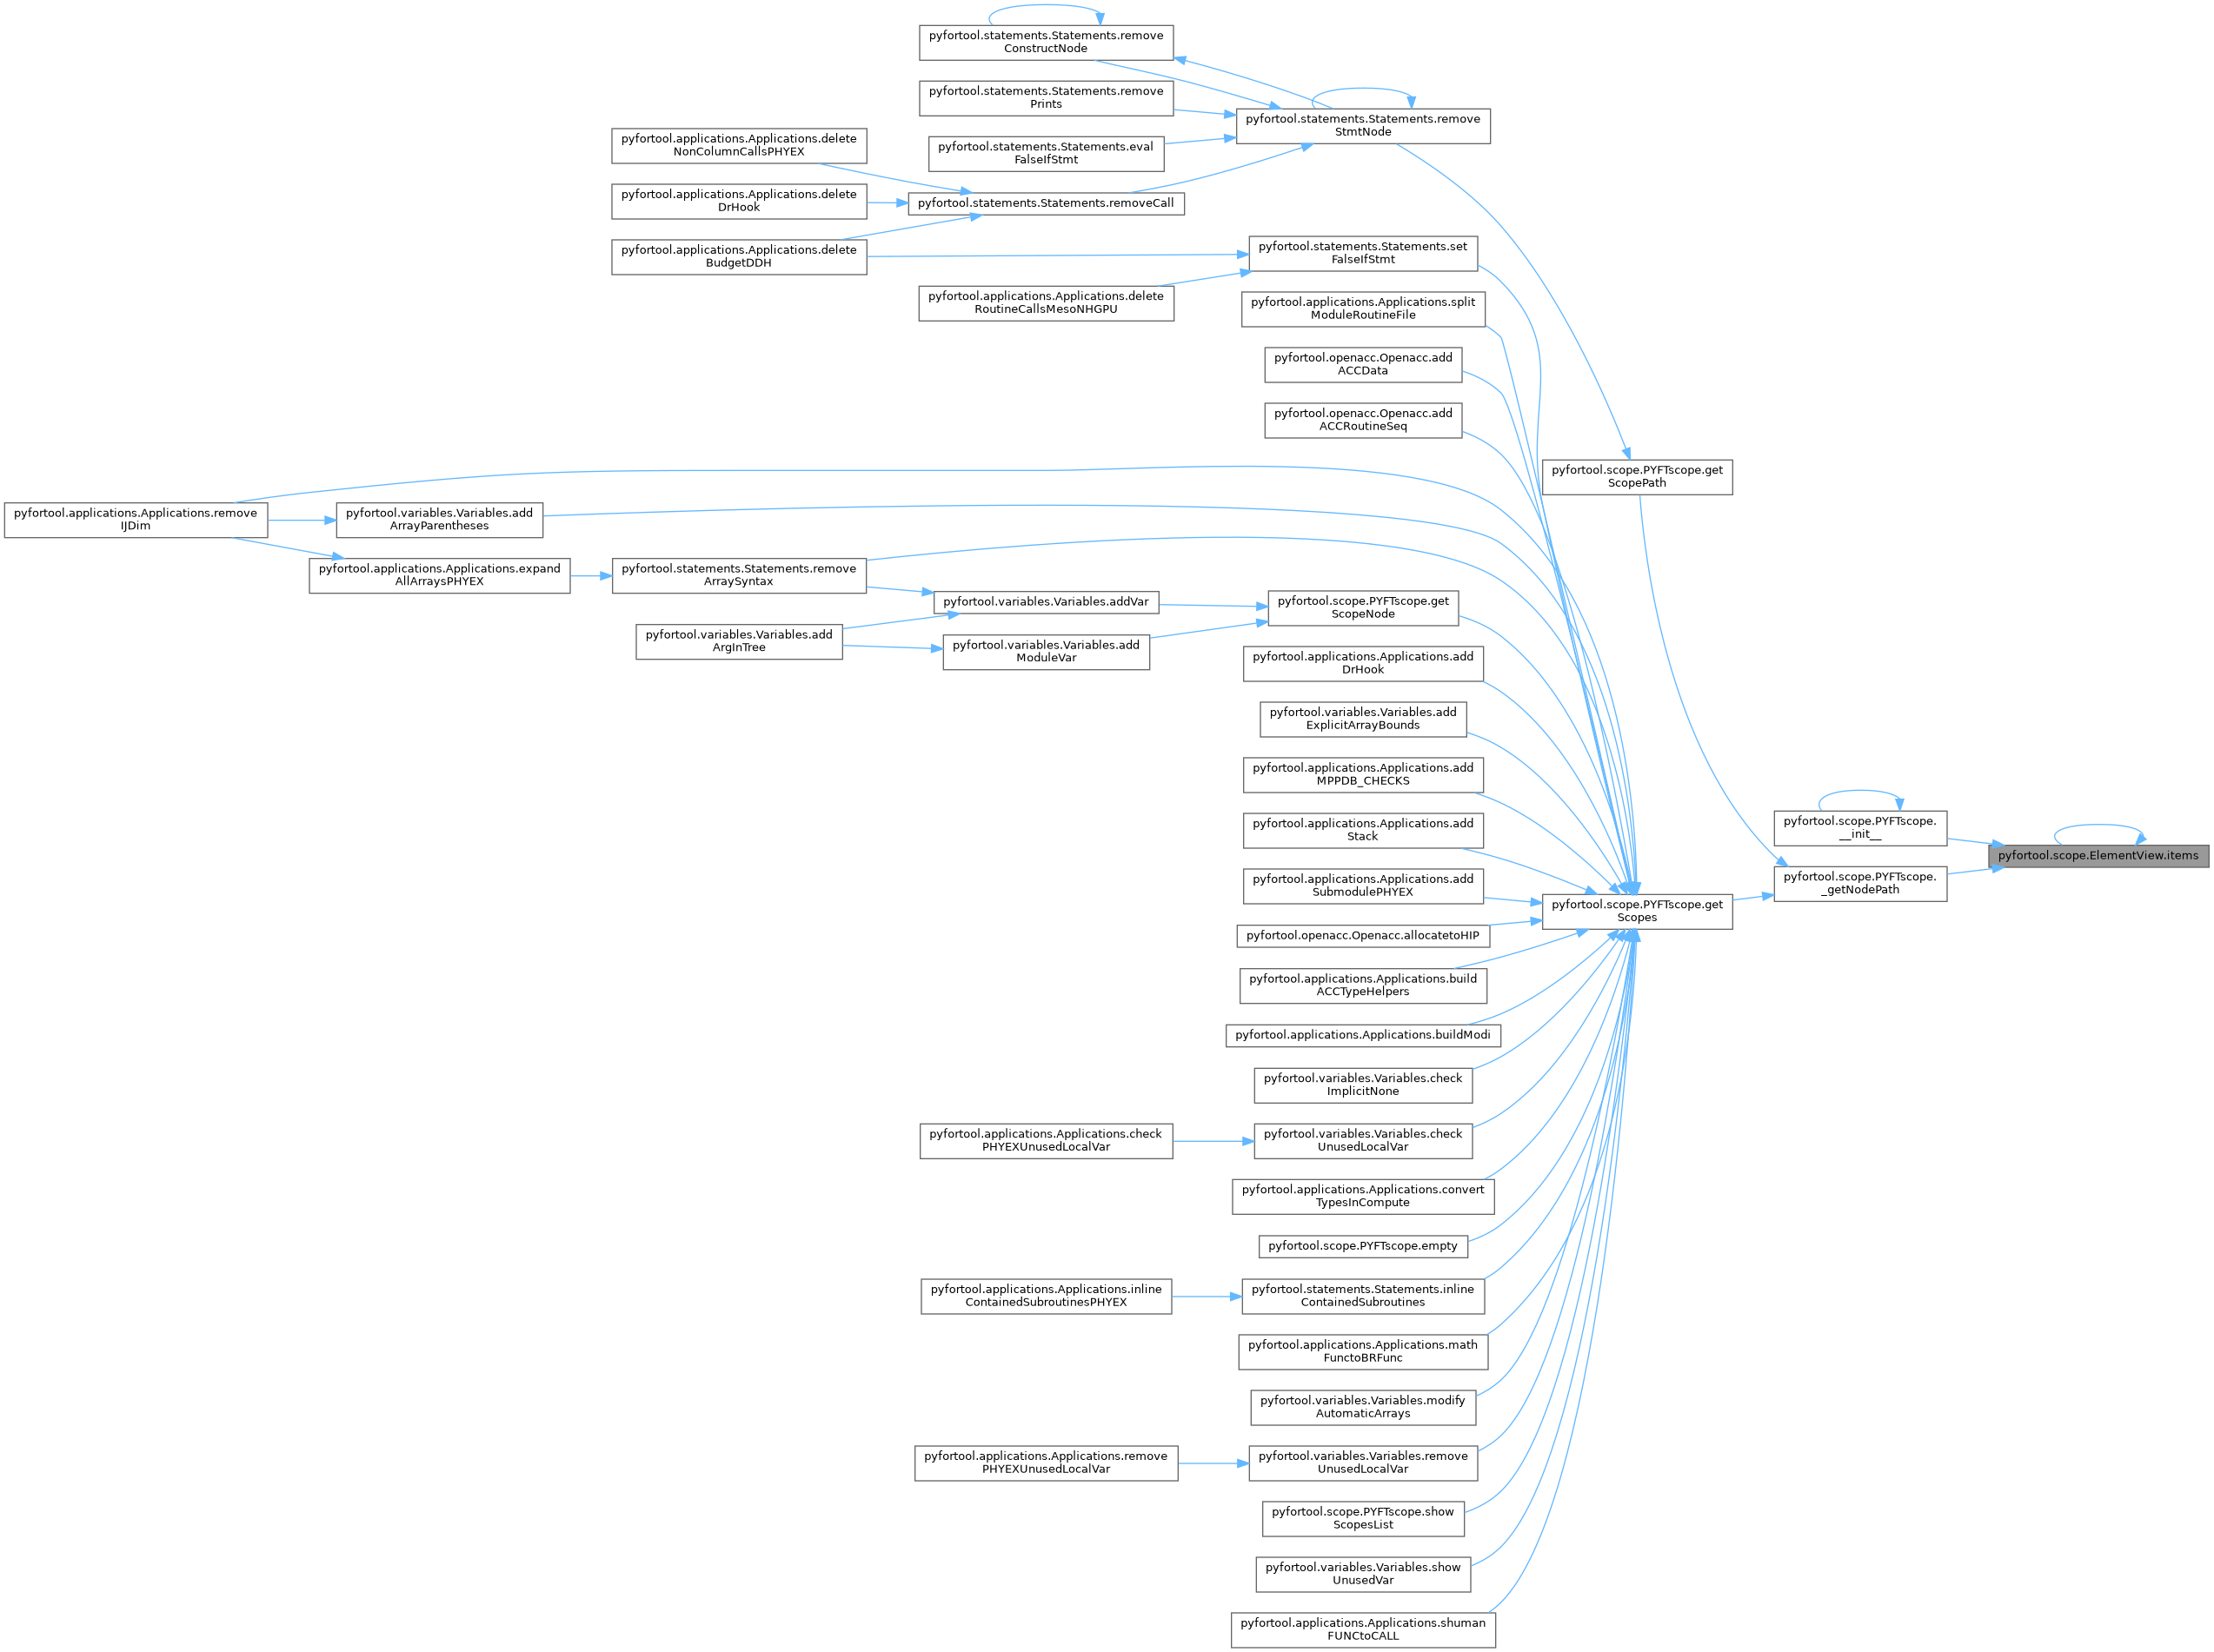 pyfortool.statements.Statements.remove
ConstructNode
pyfortool.statements.Statements.remove
Prints
pyfortool.statements.Statements.remove
StmtNode
pyfortool.applications.Applications.delete
NonColumnCallsPHYEX
pyfortool.statements.Statements.eval
FalseIfStmt
pyfortool.applications.Applications.delete
DrHook
pyfortool.statements.Statements.removeCall
pyfortool.applications.Applications.delete
BudgetDDH
pyfortool.statements.Statements.set
FalseIfStmt
pyfortool.applications.Applications.delete
RoutineCallsMesoNHGPU
pyfortool.applications.Applications.split
ModuleRoutineFile
pyfortool.openacc.Openacc.add
ACCData
pyfortool.openacc.Openacc.add
ACCRoutineSeq
pyfortool.scope.PYFTscope.get
ScopePath
pyfortool.applications.Applications.remove
IJDim
pyfortool.variables.Variables.add
ArrayParentheses
pyfortool.applications.Applications.expand
AllArraysPHYEX
pyfortool.statements.Statements.remove
ArraySyntax
pyfortool.variables.Variables.addVar
pyfortool.scope.PYFTscope.get
ScopeNode
pyfortool.variables.Variables.add
ArgInTree
pyfortool.variables.Variables.add
ModuleVar
pyfortool.applications.Applications.add
DrHook
pyfortool.variables.Variables.add
ExplicitArrayBounds
pyfortool.applications.Applications.add
MPPDB_CHECKS
pyfortool.applications.Applications.add
Stack
pyfortool.scope.PYFTscope.
__init__
pyfortool.scope.ElementView.items
pyfortool.scope.PYFTscope.
_getNodePath
pyfortool.applications.Applications.add
SubmodulePHYEX
pyfortool.scope.PYFTscope.get
Scopes
pyfortool.openacc.Openacc.allocatetoHIP
pyfortool.applications.Applications.build
ACCTypeHelpers
pyfortool.applications.Applications.buildModi
pyfortool.variables.Variables.check
ImplicitNone
pyfortool.applications.Applications.check
PHYEXUnusedLocalVar
pyfortool.variables.Variables.check
UnusedLocalVar
pyfortool.applications.Applications.convert
TypesInCompute
pyfortool.scope.PYFTscope.empty
pyfortool.applications.Applications.inline
ContainedSubroutinesPHYEX
pyfortool.statements.Statements.inline
ContainedSubroutines
pyfortool.applications.Applications.math
FunctoBRFunc
pyfortool.variables.Variables.modify
AutomaticArrays
pyfortool.applications.Applications.remove
PHYEXUnusedLocalVar
pyfortool.variables.Variables.remove
UnusedLocalVar
pyfortool.scope.PYFTscope.show
ScopesList
pyfortool.variables.Variables.show
UnusedVar
pyfortool.applications.Applications.shuman
FUNCtoCALL